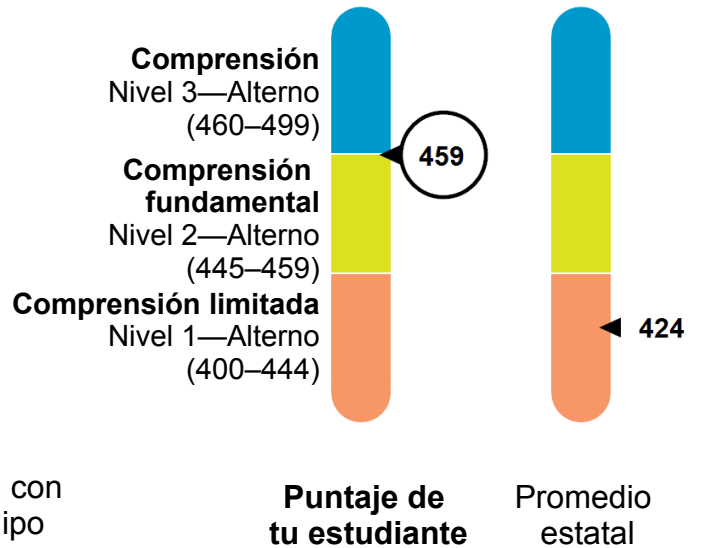 Comprensión
Nivel 3—Alterno
(460–499)
459
Comprensión
fundamental
Nivel 2—Alterno
(445–459)
Comprensión limitada
Nivel 1—Alterno
(400–444)
424
con
ipo
Puntaje de
tu estudiante
Promedio
estatal